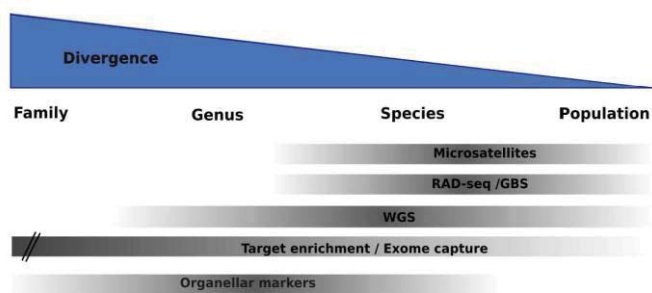 Divergence
Family Genus Species Population
Microsatellites
RAD-seq /GBS
WGS
Target enrichment / Exome capture
Organellar markers